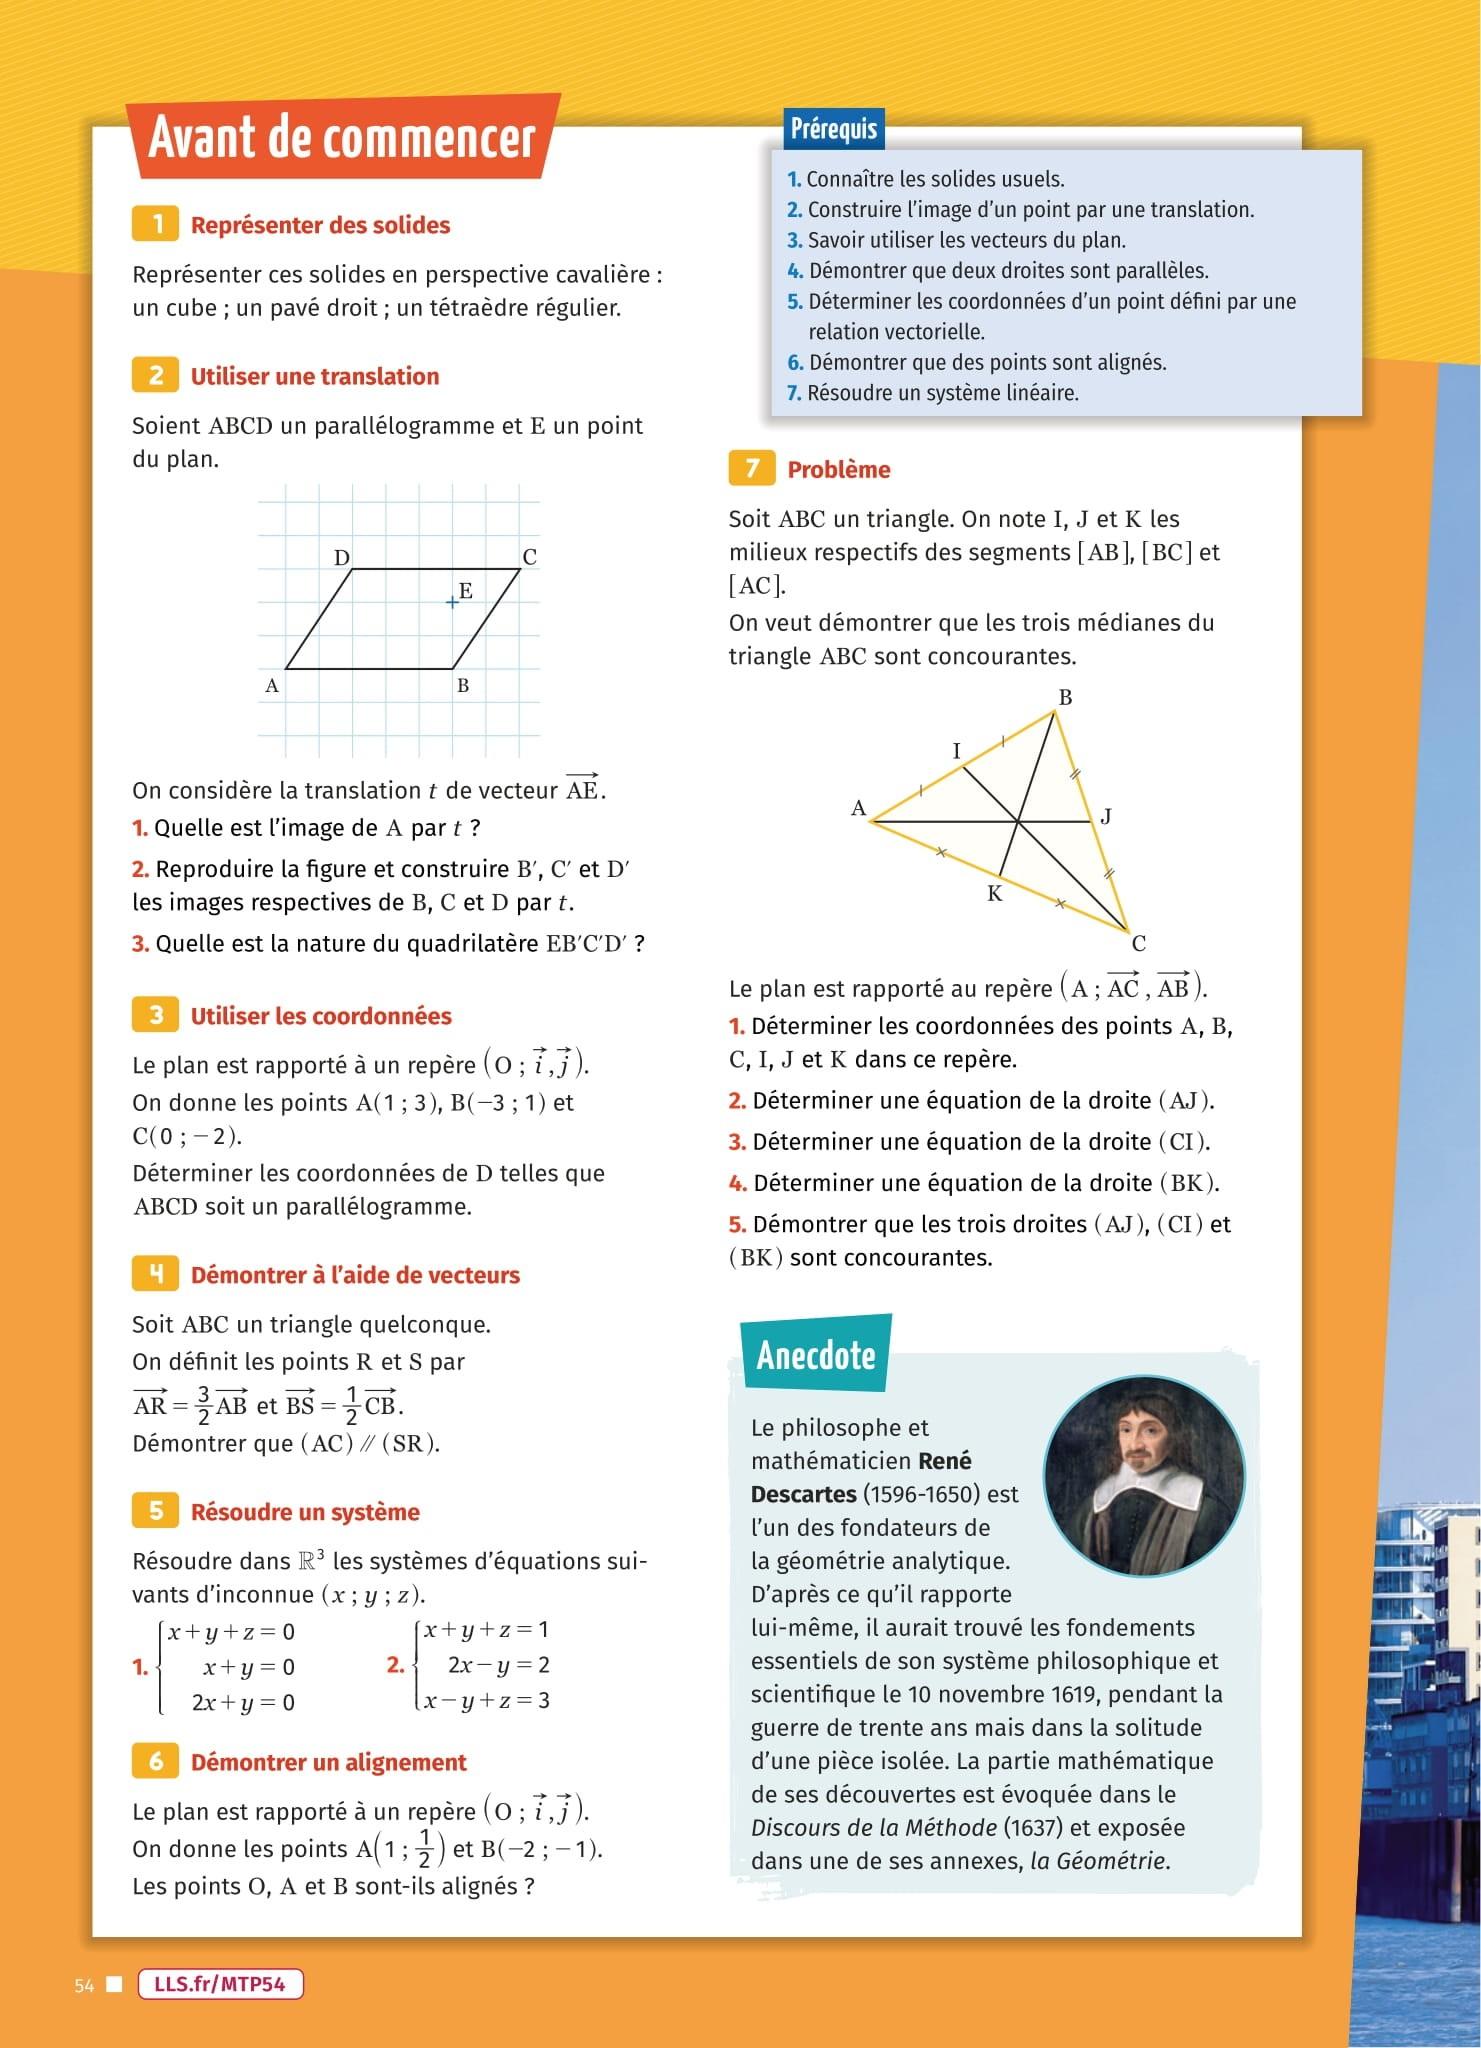 Avant de commencer
1 Représenter des solides
Représenter ces solides en perspective cavalière :
un cube ; un pavé droit ; un tétraèdre régulier.
2 Utiliser une translation
Soient ABCD un parallélogramme et E un point
du plan.
D C
E
A B
On considère la translation t de vecteur \overrightarrow{AE}.
1. Quelle est l’image de A par t ?
2. Reproduire la figure et construire B′, C′ et D′
les images respectives de B, C et D par t.
3. Quelle est la nature du quadrilatère EB′C′D′ ?
3 Utiliser les coordonnées
Le plan est rapporté à un repère (O ; \vec{i}, \vec{j}).
On donne les points A(1 ; 3), B(−3 ; 1) et
C(0 ; −2).
Déterminer les coordonnées de D telles que
ABCD soit un parallélogramme.
4 Démontrer à l’aide de vecteurs
Soit ABC un triangle quelconque.
On définit les points R et S par
\overrightarrow{AR} = \frac{3}{2}\overrightarrow{AB} et \overrightarrow{BS} = \frac{1}{2}\overrightarrow{CB}.
Démontrer que (AC) // (SR).
5 Résoudre un système
Résoudre dans ℝ³ les systèmes d’équations sui-
vants d’inconnue (x ; y ; z).
1. { x + y + z = 0
x + y = 0
2x + y = 0
2. { x + y + z = 1
2x − y = 2
x − y + z = 3
6 Démontrer un alignement
Le plan est rapporté à un repère (O ; \vec{i}, \vec{j}).
On donne les points A(1 ; \frac{1}{2}) et B(−2 ; −1).
Les points O, A et B sont-ils alignés ?
Prérequis
1. Connaître les solides usuels.
2. Construire l’image d’un point par une translation.
3. Savoir utiliser les vecteurs du plan.
4. Démontrer que deux droites sont parallèles.
5. Déterminer les coordonnées d’un point défini par une
relation vectorielle.
6. Démontrer que des points sont alignés.
7. Résoudre un système linéaire.
7 Problème
Soit ABC un triangle. On note I, J et K les
milieux respectifs des segments [AB], [BC] et
[AC].
On veut démontrer que les trois médianes du
triangle ABC sont concourantes.
B
I
A J
K
C
Le plan est rapporté au repère (A ; \overrightarrow{AC}, \overrightarrow{AB}).
1. Déterminer les coordonnées des points A, B,
C, I, J et K dans ce repère.
2. Déterminer une équation de la droite (AJ).
3. Déterminer une équation de la droite (CI).
4. Déterminer une équation de la droite (BK).
5. Démontrer que les trois droites (AJ), (CI) et
(BK) sont concourantes.
Anecdote
Le philosophe et
mathématicien René
Descartes (1596-1650) est
l’un des fondateurs de
la géométrie analytique.
D’après ce qu’il rapporte
lui-même, il aurait trouvé les fondements
essentiels de son système philosophique et
scientifique le 10 novembre 1619, pendant la
guerre de trente ans mais dans la solitude
d’une pièce isolée. La partie mathématique
de ses découvertes est évoquée dans le
Discours de la Méthode (1637) et exposée
dans une de ses annexes, la Géométrie.
54 LLS.fr/MTP54